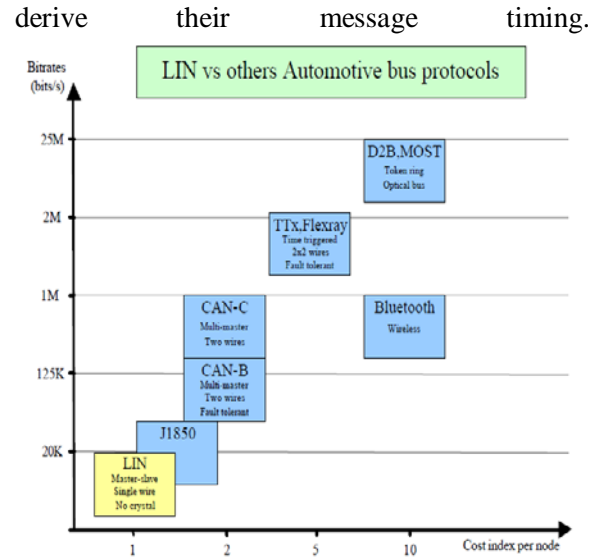 derive their message timing.
LIN vs others Automotive bus protocols
Bitrates
(bits/s)
25M
D2B,MOST
Token ring
Optical bus
2M
TTx,Flexray
Time triggered
2x2 wires
Fault tolerant
1M
CAN-C
Multi-master
Two wires
Bluetooth
Wireless
125K
CAN-B
Multi-master
Two wires
Fault tolerant
J1850
20K
LIN
Master-slave
Single wire
No crystal
Cost index per node
1 2 5 10